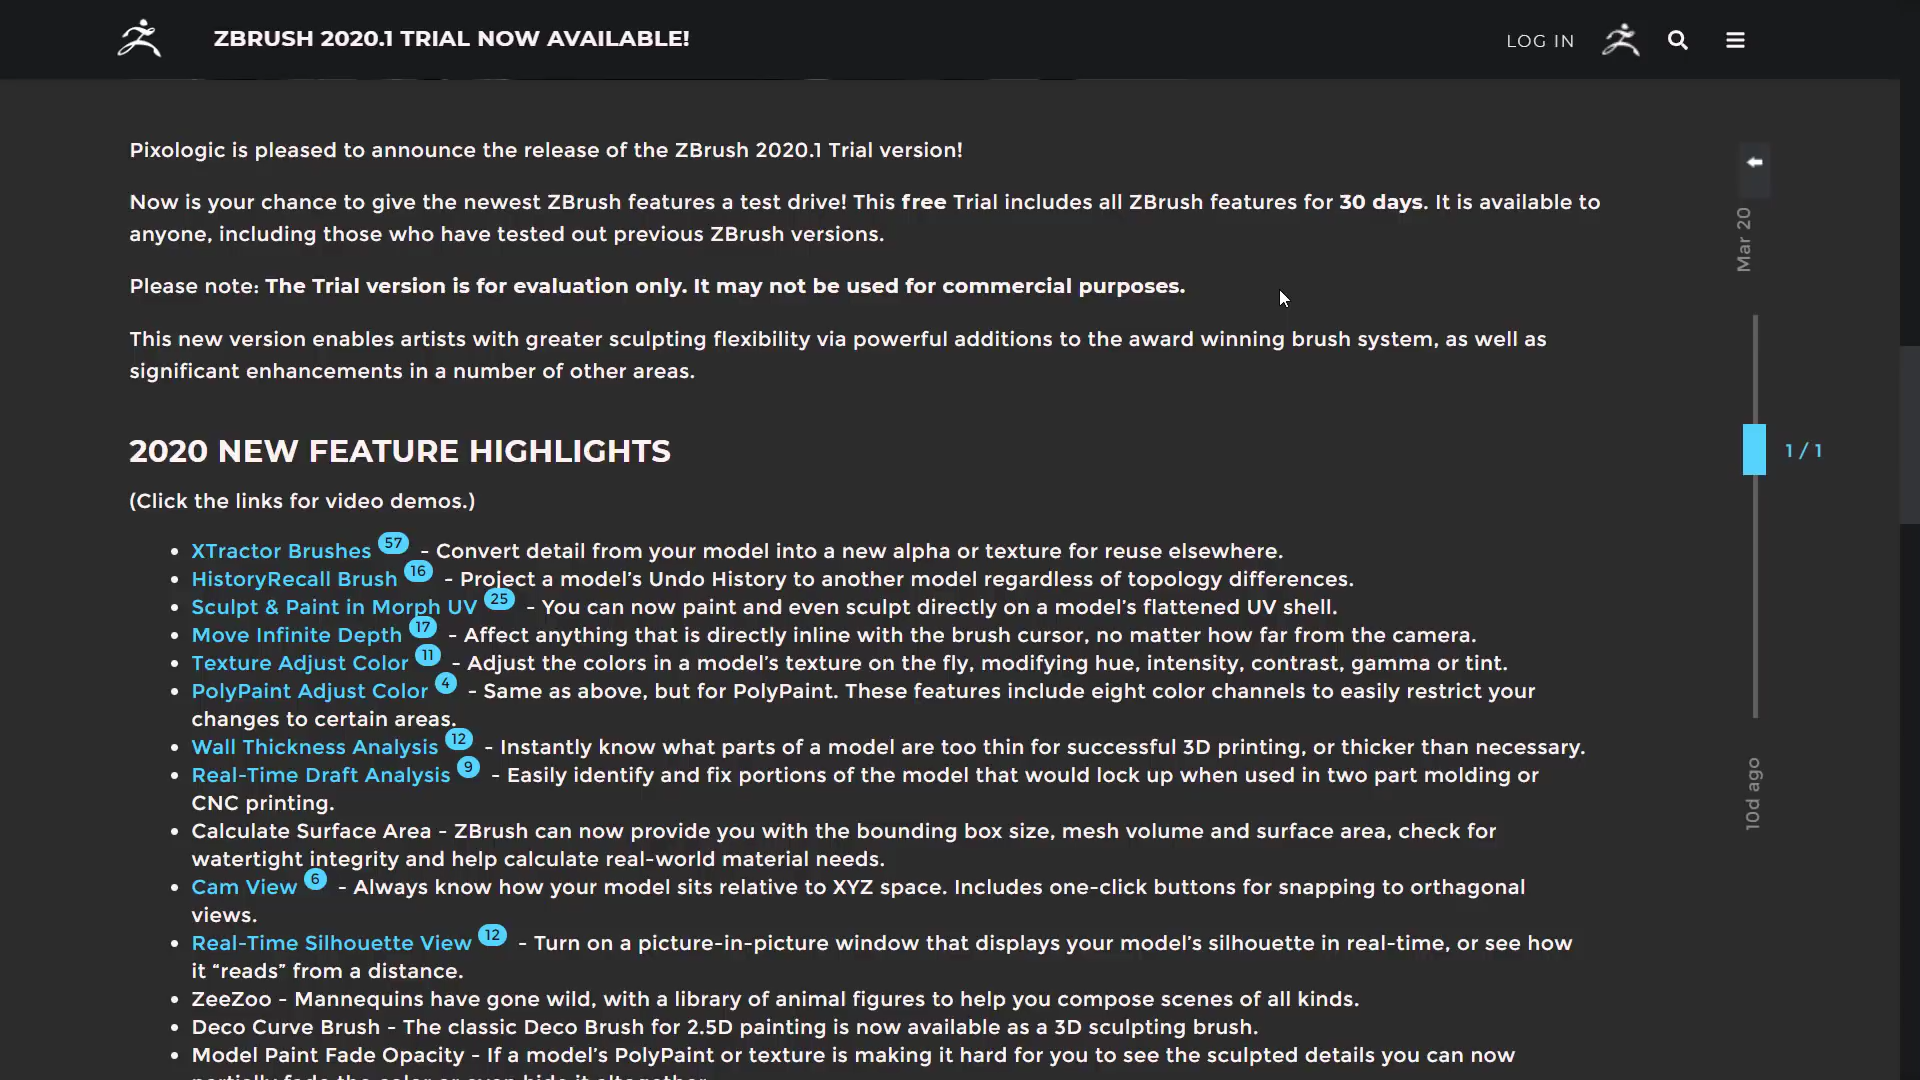 ZBRUSH 2020.1 TRIAL NOW AVAILABLE!
LOG IN
Pixologic is pleased to announce the release of the ZBrush 2020.1 Trial version!
Now is your chance to give the newest ZBrush features a test drive! This free Trial includes all ZBrush features for 30 days. It is available to
anyone, including those who have tested out previous ZBrush versions.
Please note: The Trial version is for evaluation only. It may not be used for commercial purposes.
This new version enables artists with greater sculpting flexibility via powerful additions to the award winning brush system, as well as
significant enhancements in a number of other areas.
2020 NEW FEATURE HIGHLIGHTS
(Click the links for video demos.)
• XTractor Brushes 57 - Convert detail from your model into a new alpha or texture for reuse elsewhere.
• HistoryRecall Brush 16 - Project a model’s Undo History to another model regardless of topology differences.
• Sculpt & Paint in Morph UV 25 - You can now paint and even sculpt directly on a model’s flattened UV shell.
• Move Infinite Depth 17 - Affect anything that is directly inline with the brush cursor, no matter how far from the camera.
• Texture Adjust Color 11 - Adjust the colors in a model’s texture on the fly, modifying hue, intensity, contrast, gamma or tint.
• PolyPaint Adjust Color 4 - Same as above, but for PolyPaint. These features include eight color channels to easily restrict your
changes to certain areas.
• Wall Thickness Analysis 12 - Instantly know what parts of a model are too thin for successful 3D printing, or thicker than necessary.
• Real-Time Draft Analysis 9 - Easily identify and fix portions of the model that would lock up when used in two part molding or
CNC printing.
• Calculate Surface Area - ZBrush can now provide you with the bounding box size, mesh volume and surface area, check for
watertight integrity and help calculate real-world material needs.
• Cam View 6 - Always know how your model sits relative to XYZ space. Includes one-click buttons for snapping to orthagonal
views.
• Real-Time Silhouette View 12 - Turn on a picture-in-picture window that displays your model’s silhouette in real-time, or see how
it “reads” from a distance.
• ZeeZoo - Mannequins have gone wild, with a library of animal figures to help you compose scenes of all kinds.
• Deco Curve Brush - The classic Deco Brush for 2.5D painting is now available as a 3D sculpting brush.
• Model Paint Fade Opacity - If a model’s PolyPaint or texture is making it hard for you to see the sculpted details you can now
partially fade the color or even hide it altogether
Mar 20
1 / 1
10d ago